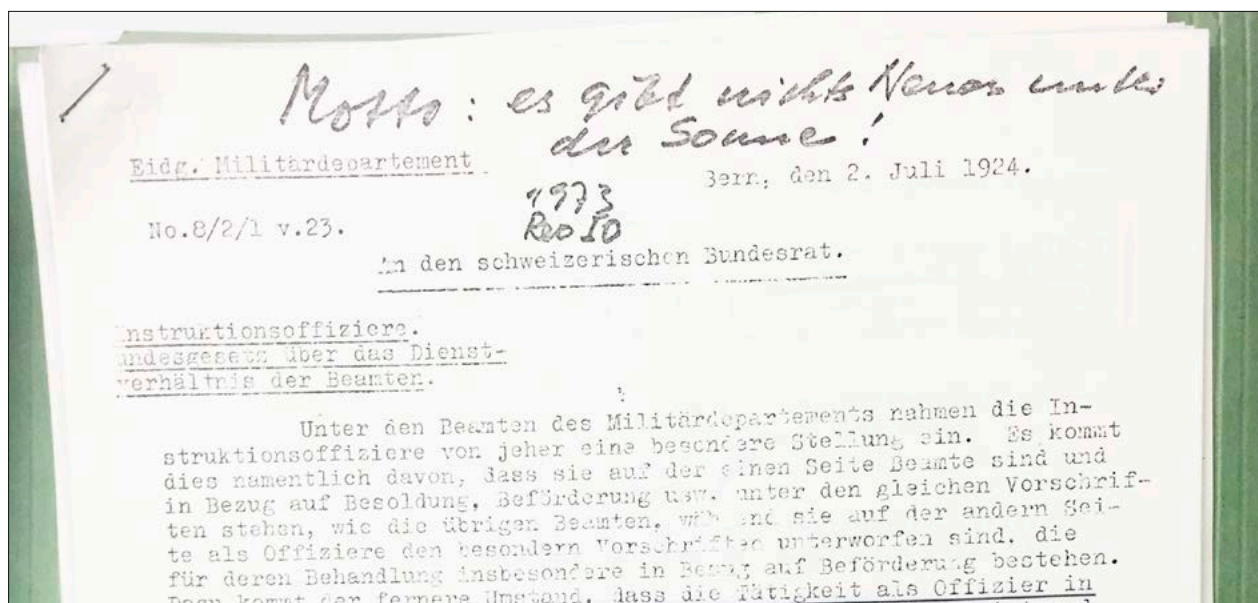 Motto: es gibt nichts Neues unter
der Sonne!
Eidg. Militärdepartement
Bern, den 2. Juli 1924.
1973
No.8/2/1 v.23.
An den schweizerischen Bundesrat.
Instruktionsoffiziere.
Bundesgesetz über das Dienst-
verhältnis der Beamten.
Unter den Beamten des Militärdepartements nahmen die In-
struktionsoffiziere von jeher eine besondere Stellung ein. Es kommt
dies namentlich davon, dass sie auf der einen Seite Beamte sind und
in Bezug auf Besoldung, Beförderung usw. unter den gleichen Vorschrif-
ten stehen, wie die übrigen Beamten, während sie auf der andern Sei-
te als Offiziere den besondern Vorschriften unterworfen sind, die
für deren Behandlung insbesondere in Bezug auf Beförderung bestehen.
Dazu kommt der fernere Umstand, dass die Tätigkeit als Offizier in